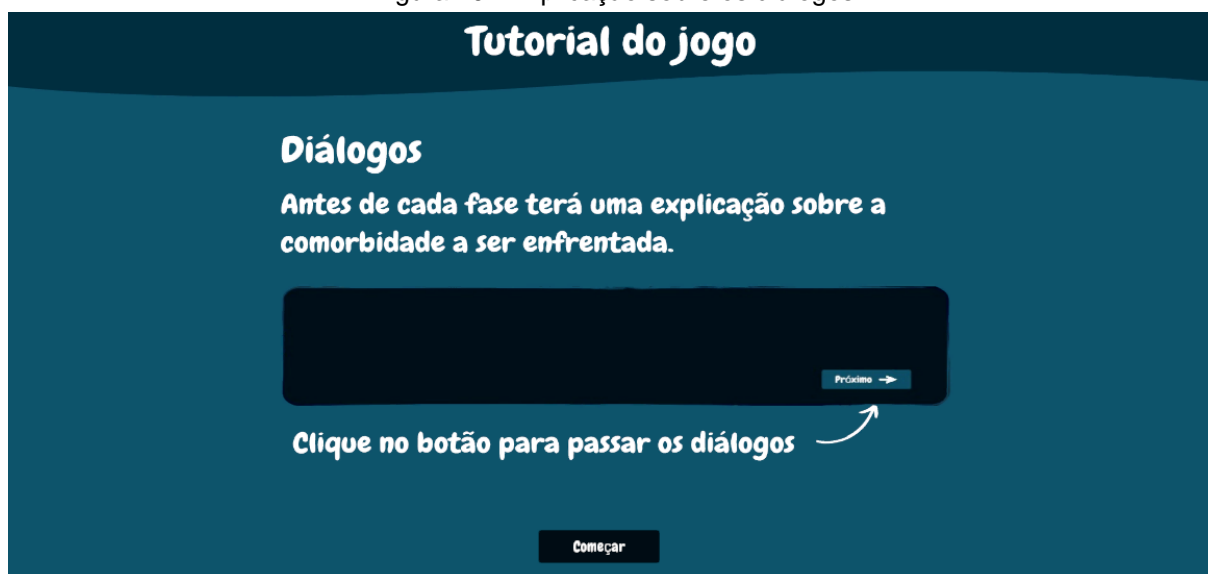 Tutorial do jogo
Diálogos
Antes de cada fase terá uma explicação sobre a
comorbidade a ser enfrentada.
Próximo
Clique no botão para passar os diálogos
Começar